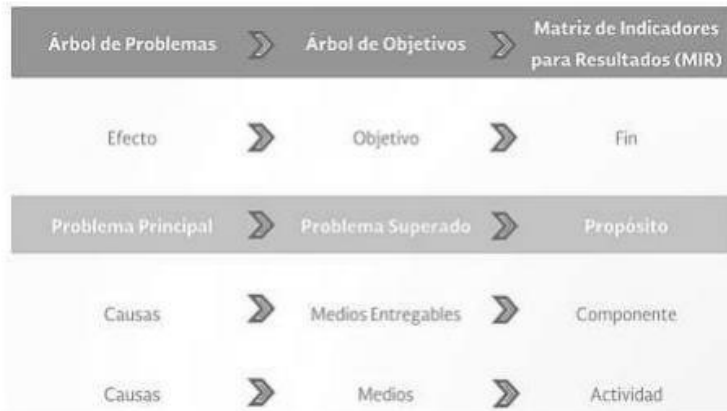 Árbol de Problemas Árbol de Objetivos Matriz de Indicadores
para Resultados (MIR)
Efecto Objetivo Fin
Problema Principal Problema Superado Propósito
Causas Medios Entregables Componente
Causas Medios Actividad